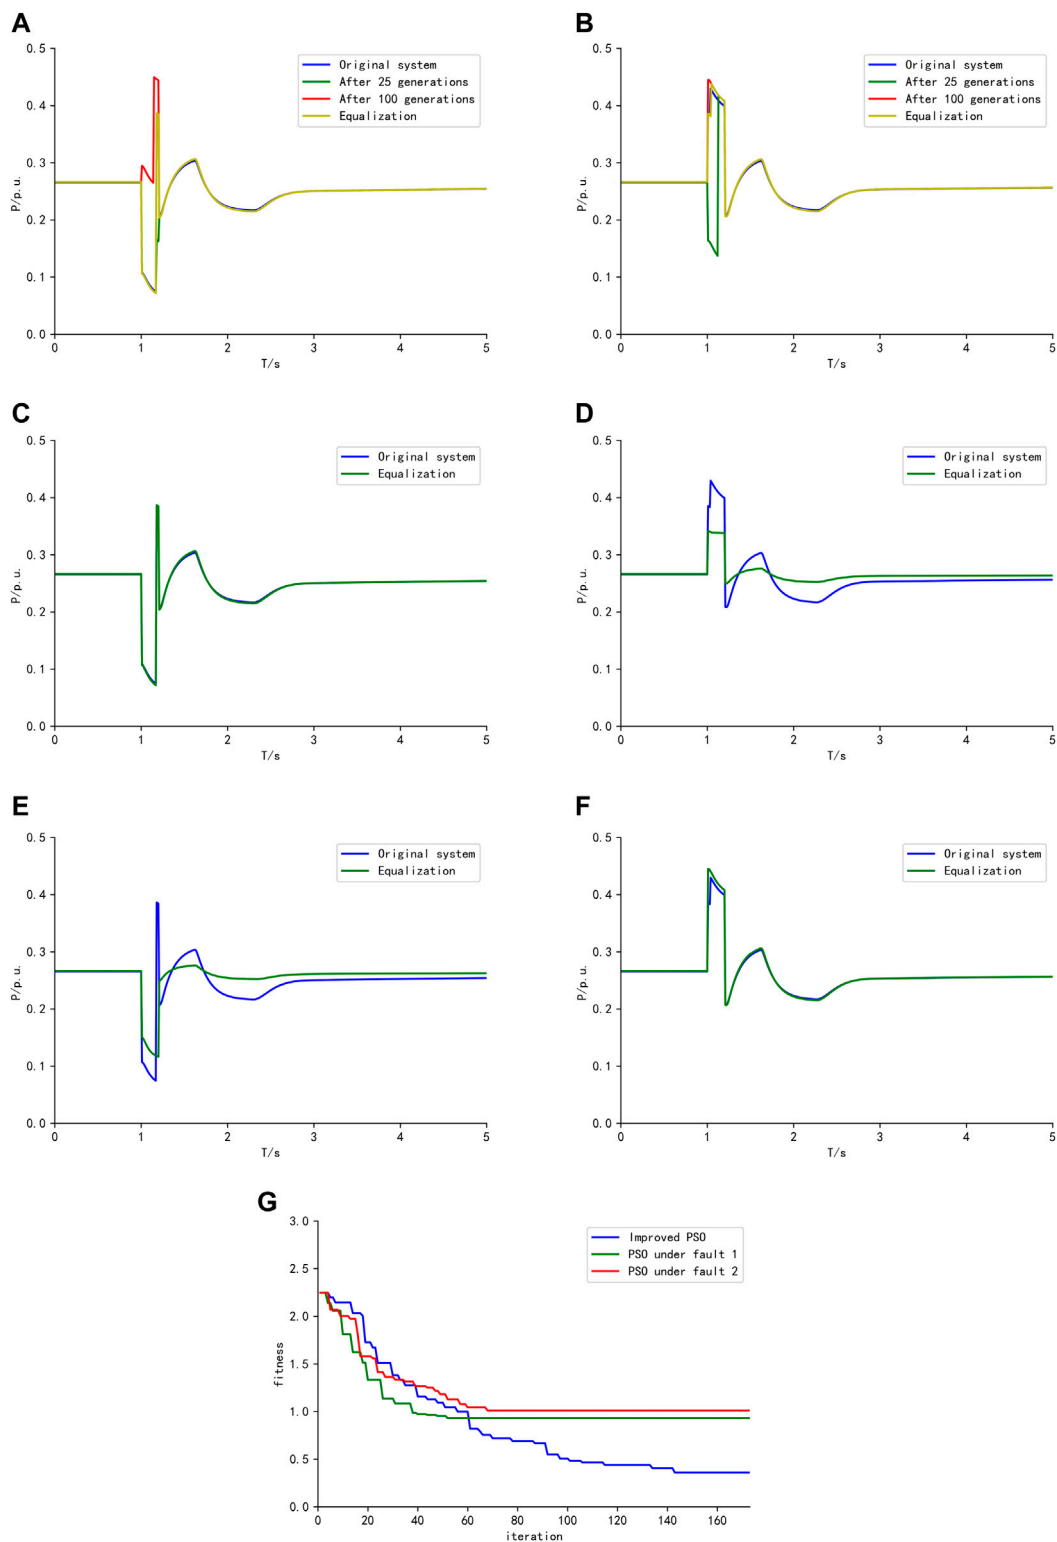 A
0.5
0.4
0.3
0.2
0.1
0.0
P/p.u.
0 1 2 3 4 5
T/s
Original system
After 25 generations
After 100 generations
Equalization
B
0.5
0.4
0.3
0.2
0.1
0.0
P/p.u.
0 1 2 3 4 5
T/s
Original system
After 25 generations
After 100 generations
Equalization
C
0.5
0.4
0.3
0.2
0.1
0.0
P/p.u.
0 1 2 3 4 5
T/s
Original system
Equalization
D
0.5
0.4
0.3
0.2
0.1
0.0
P/p.u.
0 1 2 3 4 5
T/s
Original system
Equalization
E
0.5
0.4
0.3
0.2
0.1
0.0
P/p.u.
0 1 2 3 4 5
T/s
Original system
Equalization
F
0.5
0.4
0.3
0.2
0.1
0.0
P/p.u.
0 1 2 3 4 5
T/s
Original system
Equalization
G
3.0
2.5
2.0
1.5
1.0
0.5
0.0
fitness
0 20 40 60 80 100 120 140 160
iteration
Improved PSO
PSO under fault 1
PSO under fault 2